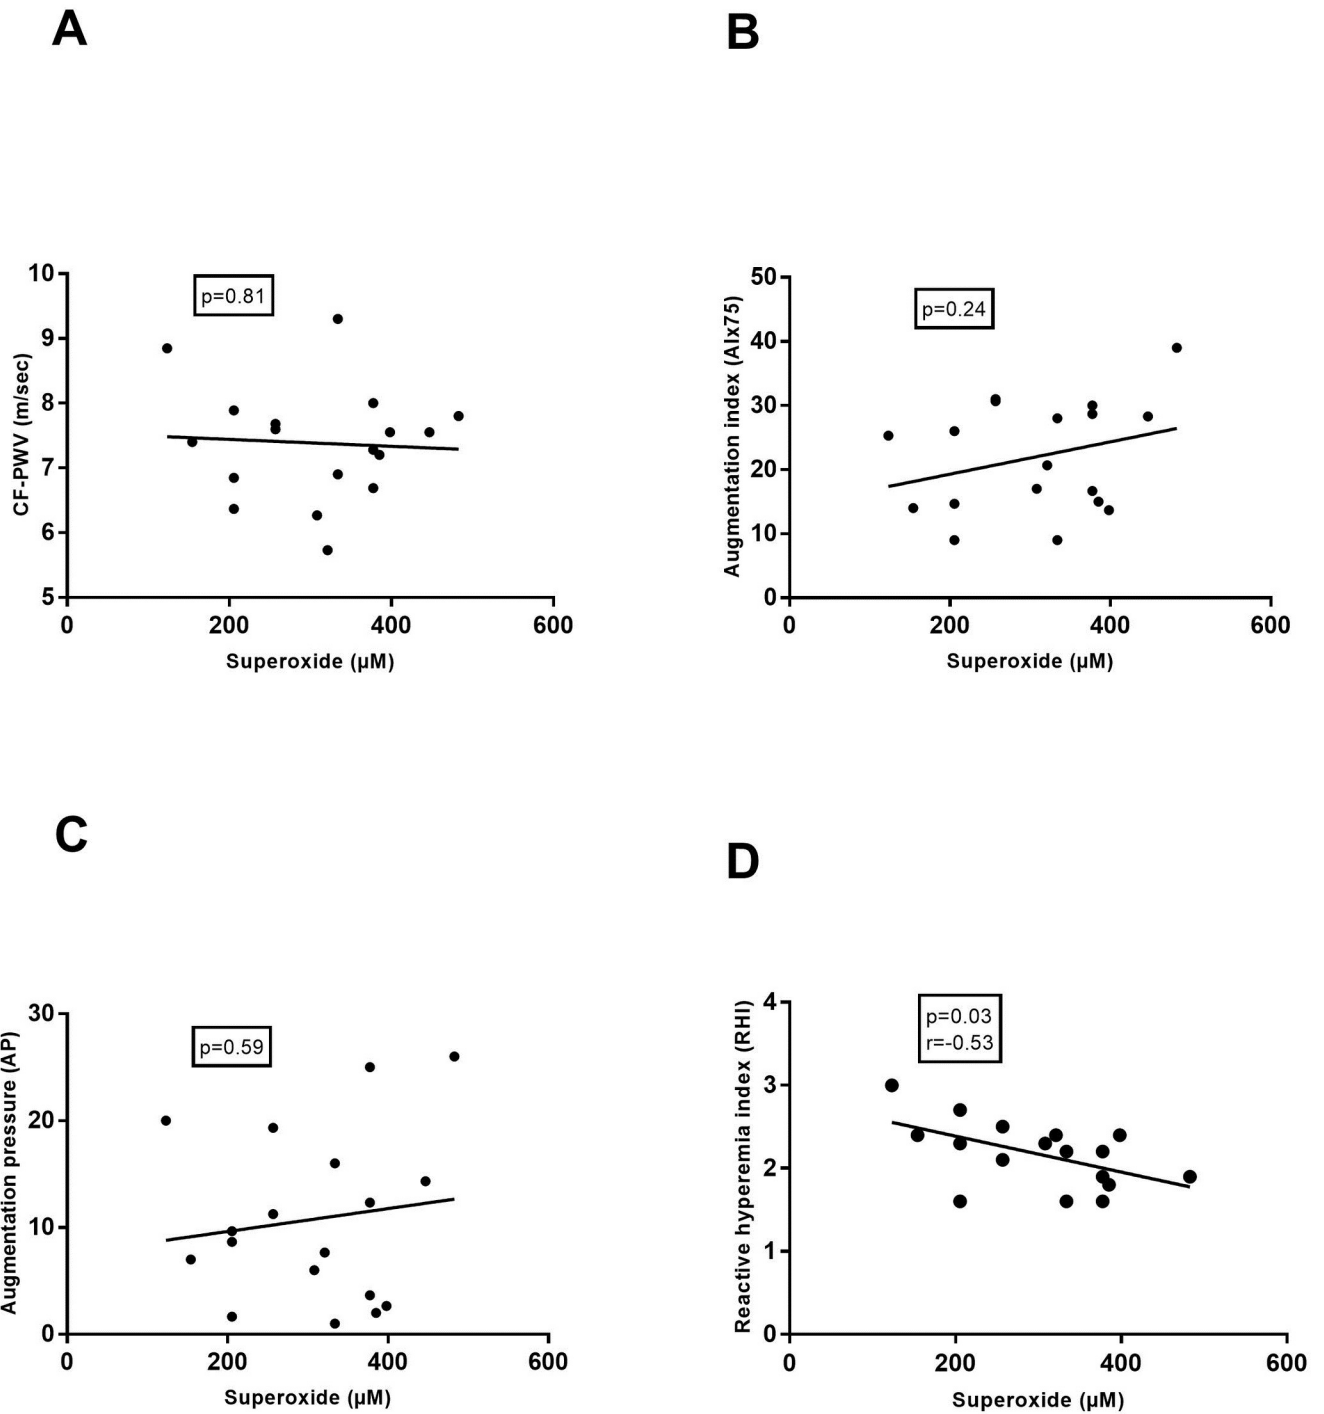 A
B
CF-PWV (m/sec)
10
9
8
7
6
5
p=0.81
0
200
400
600
Superoxide (µM)
Augmentation index (AIx75)
50
40
30
20
10
0
p=0.24
0
200
400
600
Superoxide (µM)
C
D
Augmentation pressure (AP)
30
20
10
0
p=0.59
0
200
400
600
Superoxide (µM)
Reactive hyperemia index (RHI)
4
3
2
1
0
p=0.03
r=-0.53
0
200
400
600
Superoxide (µM)